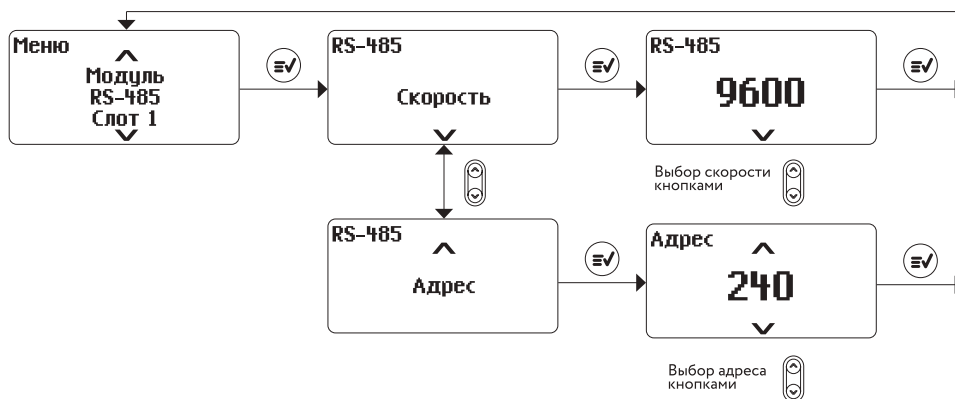 Меню
Модуль
RS-485
Слот 1
RS-485
Скорость
RS-485
9600
Выбор скорости
кнопками
RS-485
Адрес
Адрес
240
Выбор адреса
кнопками